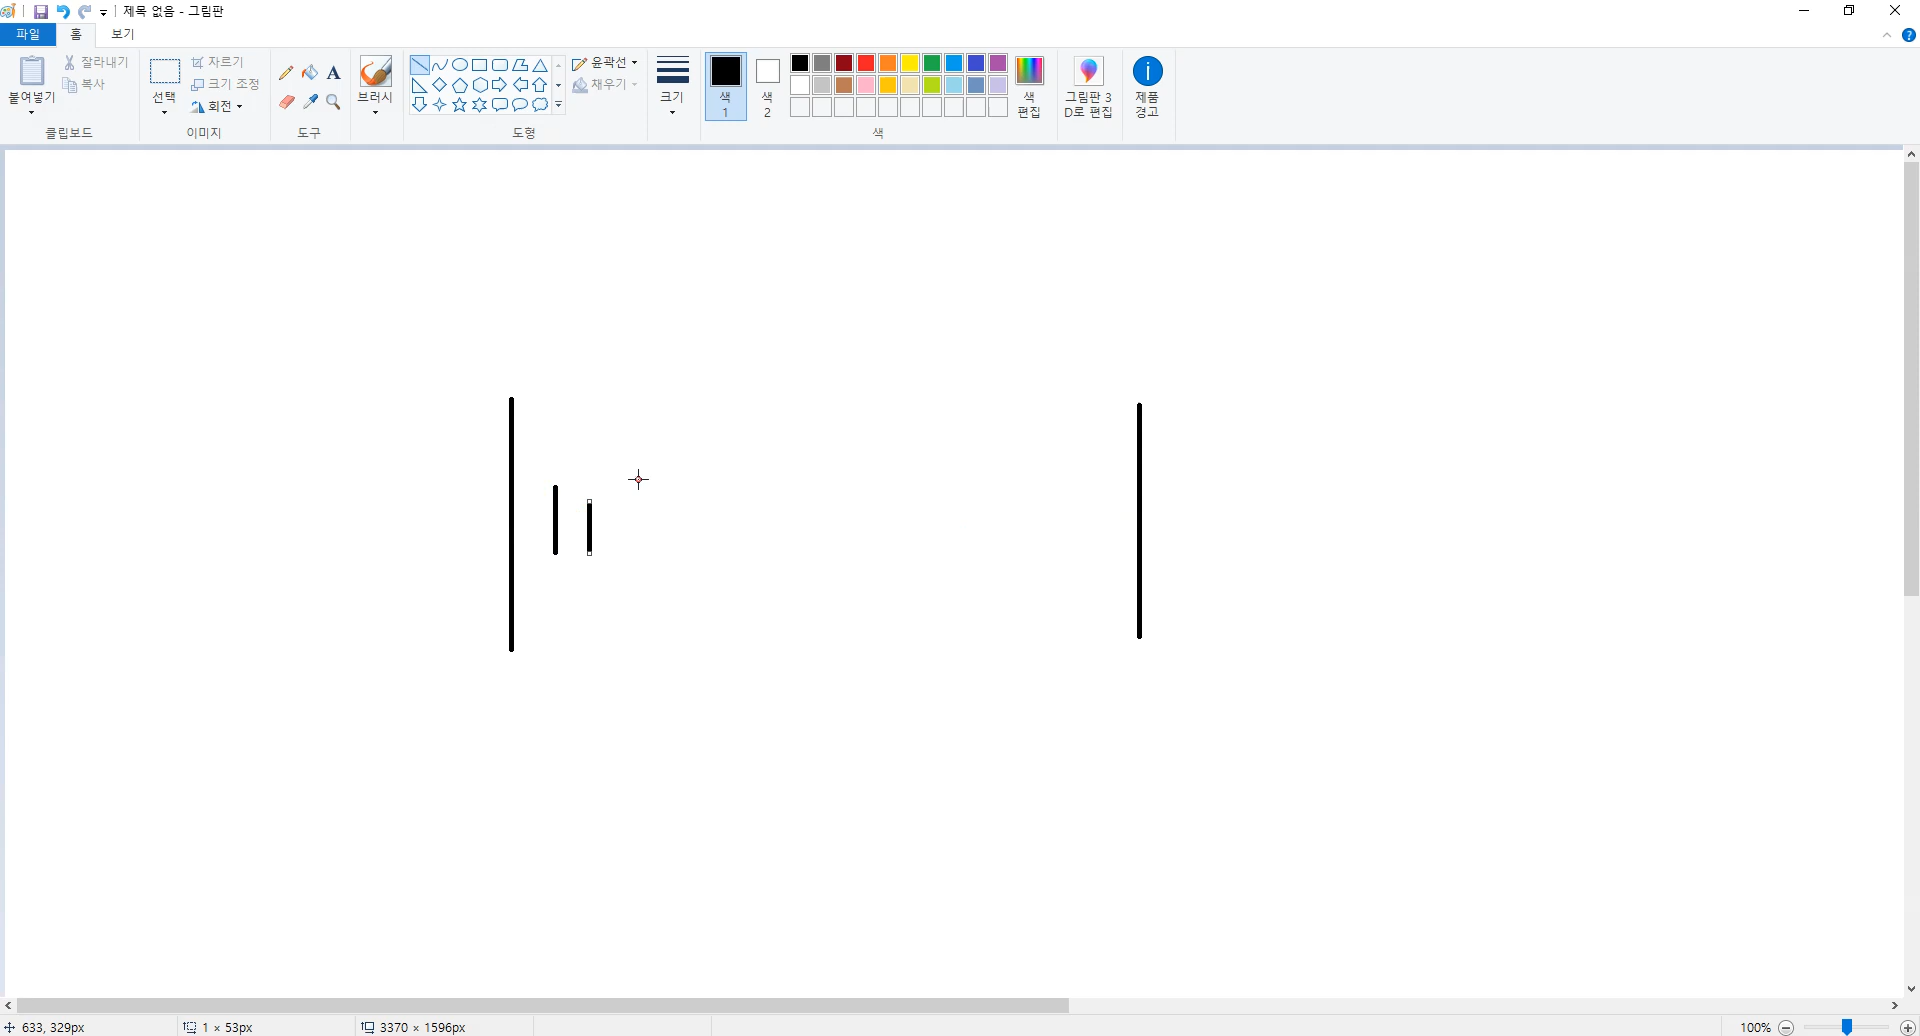 제목 없음 - 그림판
파일 홈 보기
붙여넣기
잘라내기
복사
클립보드
선택
자르기
크기 조정
회전
이미지
A
도구
브러시
윤곽선
채우기
도형
크기
색
1
색
2
색
편집
색
그림판 3
D로 편집
제품
경고
633, 329px
1 × 53px
3370 × 1596px
100%